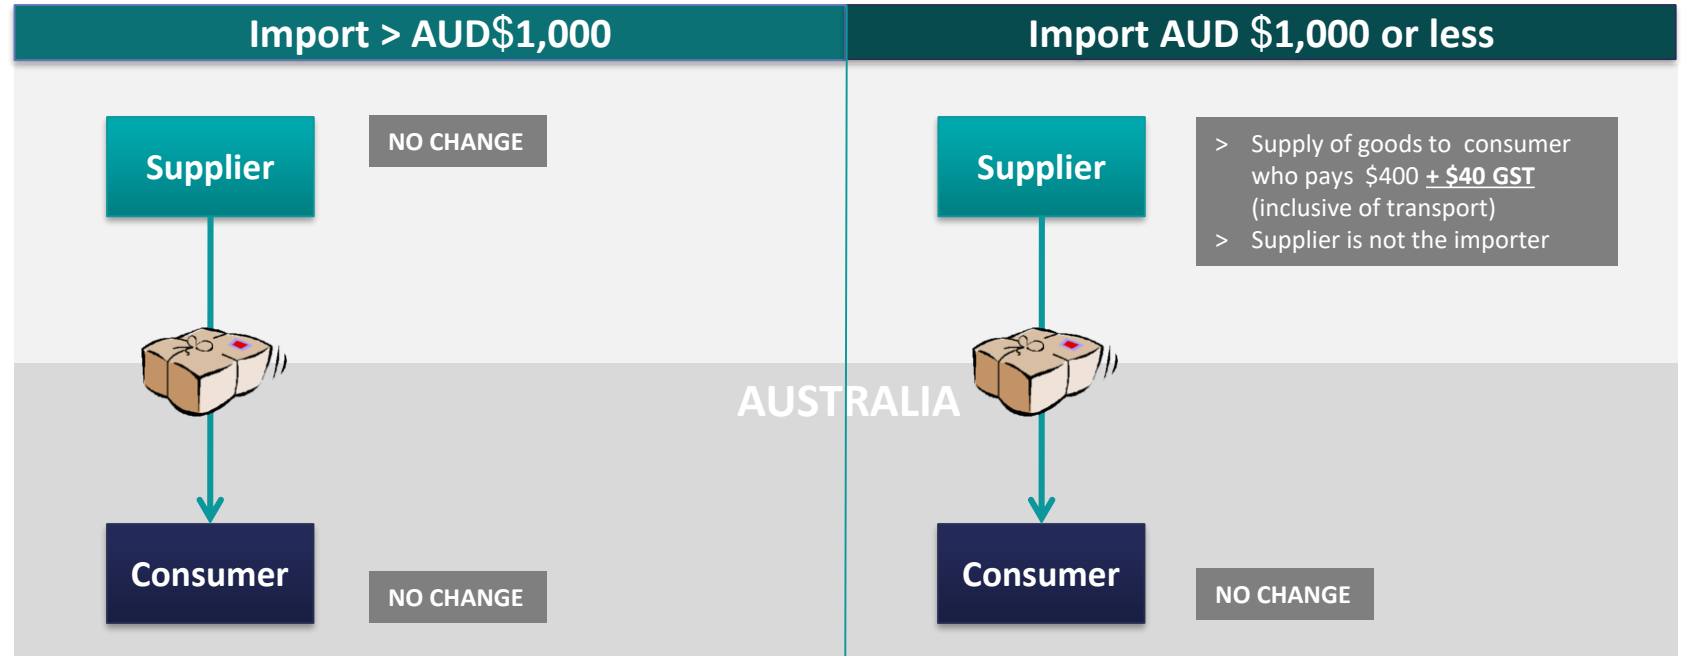 Import > AUD$1,000
Import AUD $1,000 or less
Supplier
NO CHANGE
Supplier
> Supply of goods to consumer
who pays $400 + $40 GST
(inclusive of transport)
> Supplier is not the importer
AUSTRALIA
Consumer
NO CHANGE
Consumer
NO CHANGE